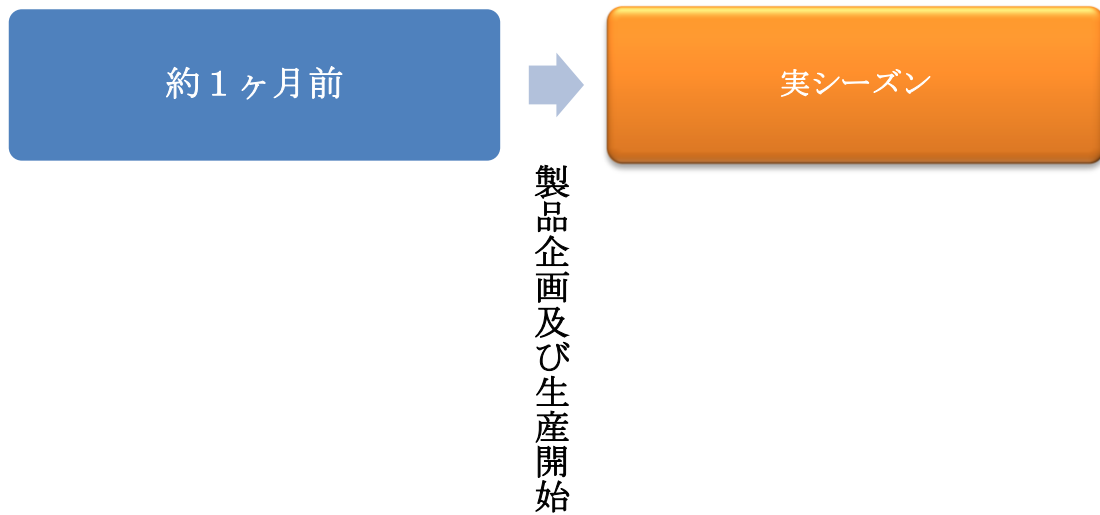 約１ヶ月前
実シーズン
製品企画及び生産開始